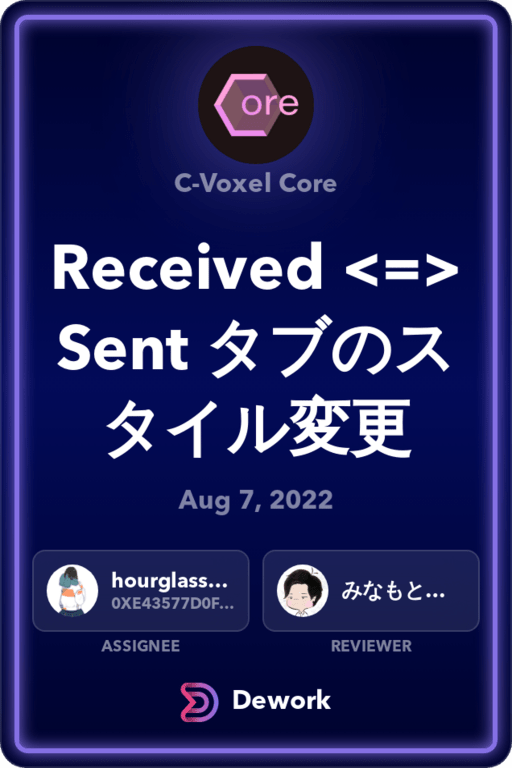 ore
C-Voxel Core
Received <=>
Sent タブのス
タイル変更
Aug 7, 2022
hourglass...
0XE43577D0F...
ASSIGNEE
みなもと...
REVIEWER
Dework